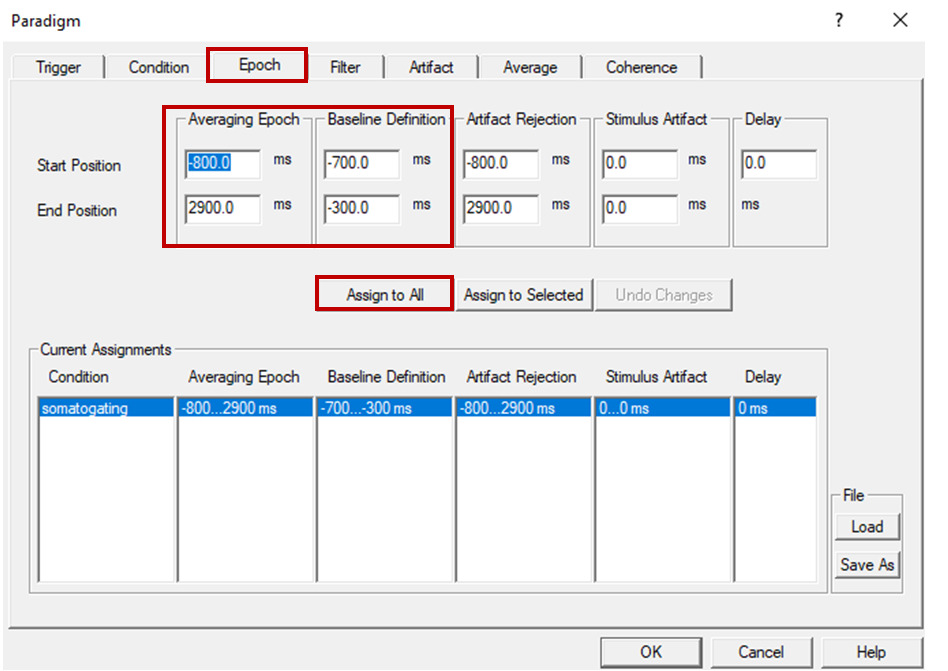 Paradigm ?
Trigger Condition Epoch Filter Artifact Average Coherence
Averaging Epoch Baseline Definition Artifact Rejection Stimulus Artifact Delay
Start Position -800.0 ms -700.0 ms -800.0 ms 0.0 ms 0.0
End Position 2900.0 ms -300.0 ms 2900.0 ms 0.0 ms ms
Assign to All Assign to Selected Undo Changes
Current Assignments
Condition Averaging Epoch Baseline Definition Artifact Rejection Stimulus Artifact Delay
somatogating -800...2900 ms -700...-300 ms -800...2900 ms 0...0 ms 0 ms
File
Load
Save As
OK Cancel Help